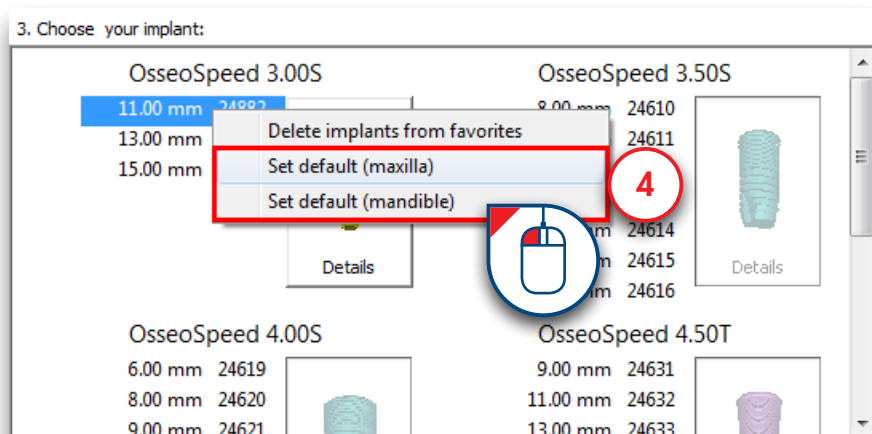 3. Choose your implant:
OsseoSpeed 3.00S
11.00 mm 24882
13.00 mm
15.00 mm
Details
Delete implants from favorites
Set default (maxilla)
Set default (mandible)
4
OsseoSpeed 3.50S
8.00 mm 24610
24611
24614
24615
24616
Details
OsseoSpeed 4.00S
6.00 mm 24619
8.00 mm 24620
9.00 mm 24621
OsseoSpeed 4.50T
9.00 mm 24631
11.00 mm 24632
13.00 mm 24633